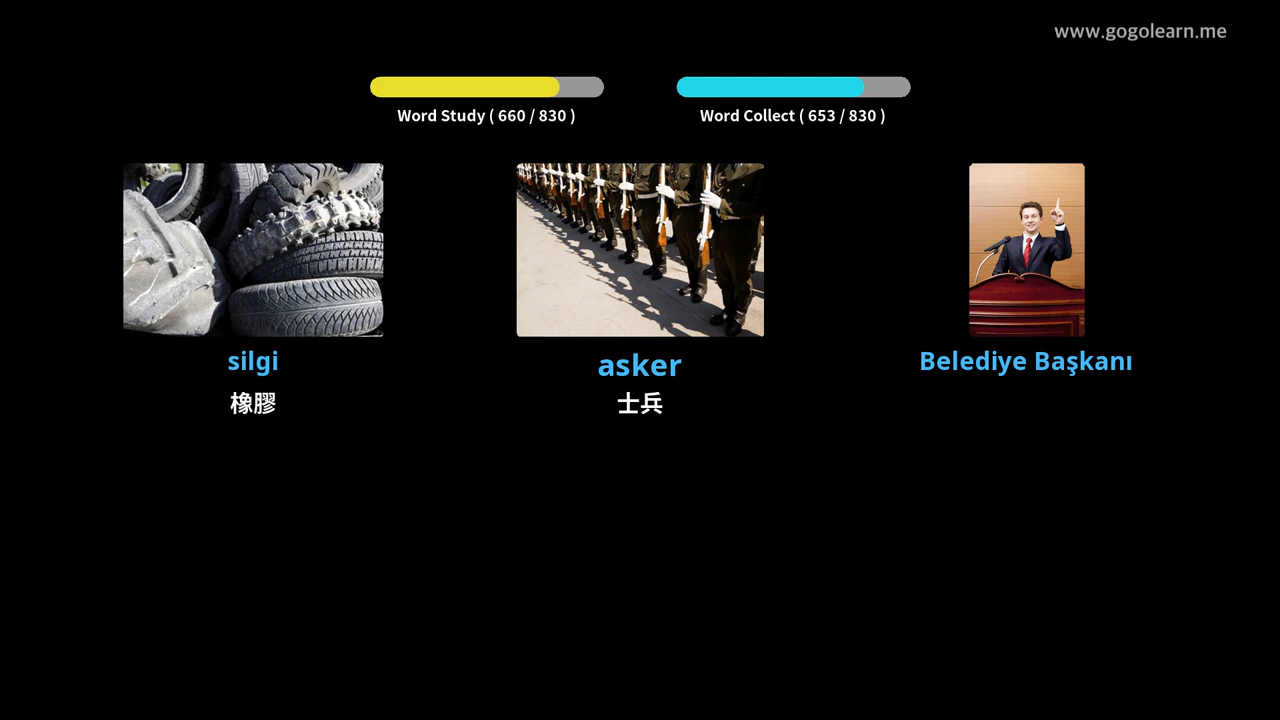 www.gogolearn.me
Word Study ( 660 / 830 )
Word Collect ( 653 / 830 )
silgi
橡膠
asker
士兵
Belediye Başkanı